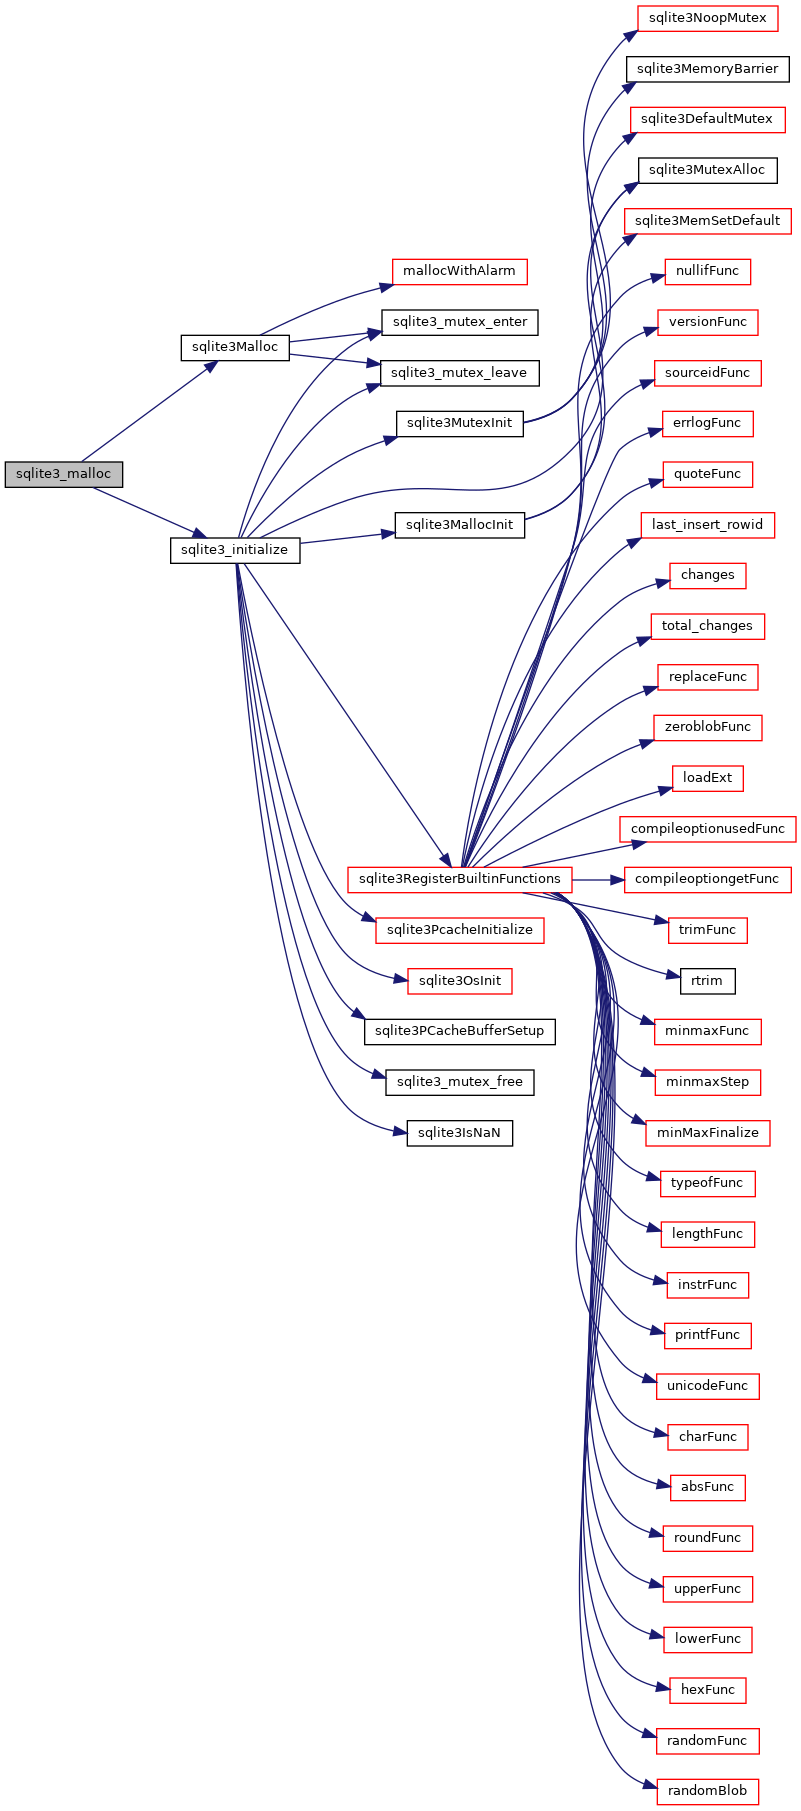 sqlite3NoopMutex
sqlite3MemoryBarrier
sqlite3DefaultMutex
sqlite3MutexAlloc
sqlite3MemSetDefault
mallocWithAlarm
nullifFunc
sqlite3_mutex_enter
versionFunc
sqlite3Malloc
sqlite3_mutex_leave
sourceidFunc
sqlite3MutexInit
errlogFunc
sqlite3_malloc
quoteFunc
sqlite3MallocInit
last_insert_rowid
sqlite3_initialize
changes
total_changes
replaceFunc
zeroblobFunc
loadExt
compileoptionusedFunc
sqlite3RegisterBuiltinFunctions
compileoptiongetFunc
sqlite3PcacheInitialize
trimFunc
sqlite3OsInit
rtrim
sqlite3PCacheBufferSetup
minmaxFunc
sqlite3_mutex_free
minmaxStep
sqlite3IsNaN
minMaxFinalize
typeofFunc
lengthFunc
instrFunc
printfFunc
unicodeFunc
charFunc
absFunc
roundFunc
upperFunc
lowerFunc
hexFunc
randomFunc
randomBlob